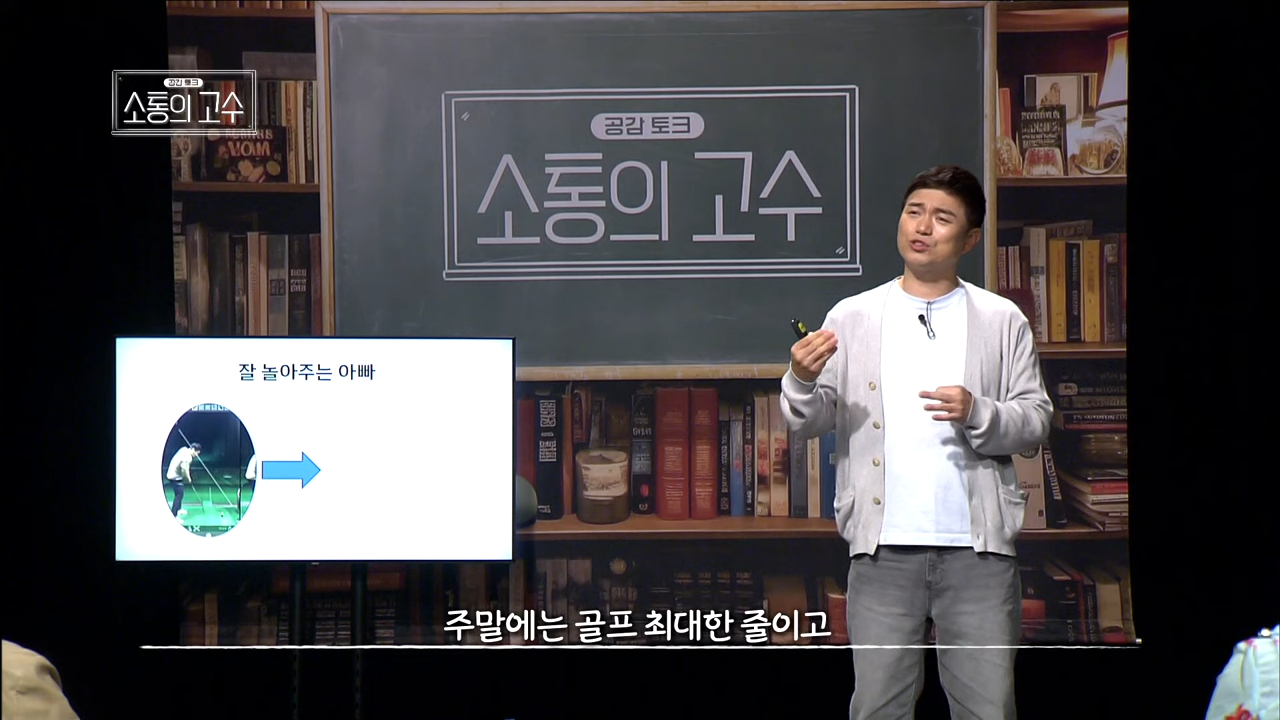 공감 토크
소통의 고수
공감 토크
소통의 고수
잘 놀아주는 아빠
주말에는 골프 최대한 줄이고